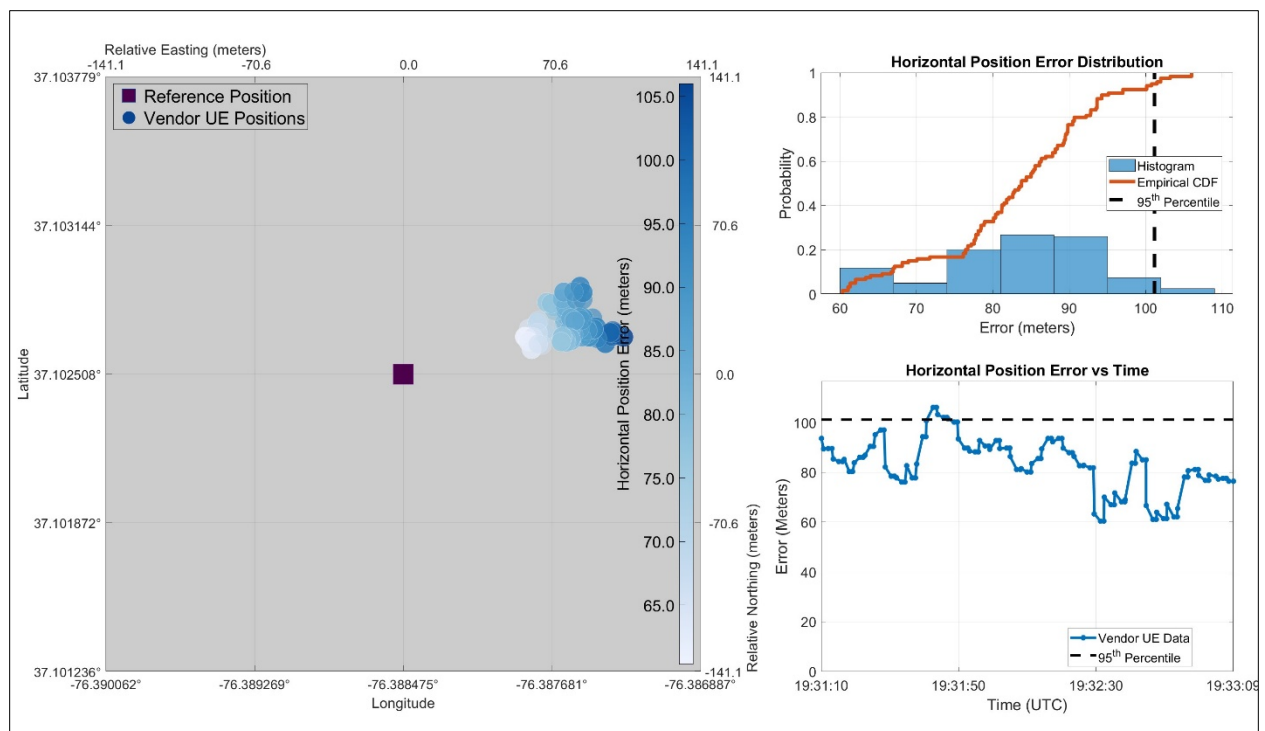 Relative Easting (meters)
-141.1 -70.6 0.0 70.6 141.1
37.103779° 141.1
Reference Position
Vendor UE Positions
37.103144° 70.6
37.102508° 0.0
37.101872° -70.6
37.101236° -141.1
Latitude
-76.390062° -76.389269° -76.388475° -76.387681° -76.386887°
Longitude
Relative Northing (meters)
Horizontal Position Error (meters)
105.0
100.0
95.0
90.0
85.0
80.0
75.0
70.0
65.0
Horizontal Position Error Distribution
Probability
1
0.8
0.6
0.4
0.2
0
Histogram
Empirical CDF
95th Percentile
60 70 80 90 100 110
Error (meters)
Horizontal Position Error vs Time
Error (Meters)
100
80
60
40
20
0
Vendor UE Data
95th Percentile
19:31:10 19:31:50 19:32:30 19:33:09
Time (UTC)